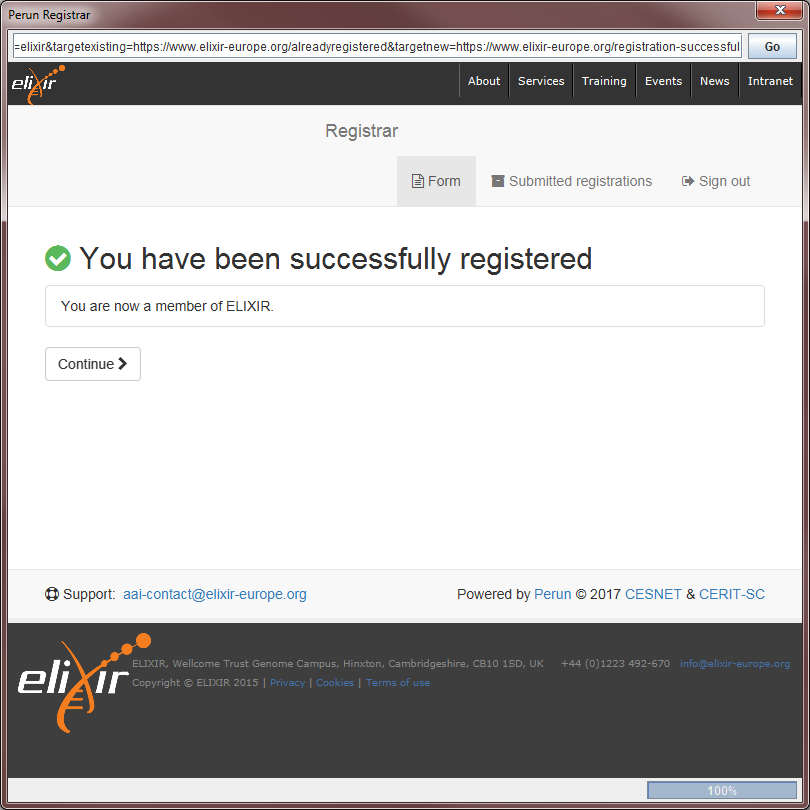 Perun Registrar
=elixir&targetexisting=https://www.elixir-europe.org/alreadyregistered&targetnew=https://www.elixir-europe.org/registration-successful
Go
elixir
About
Services
Training
Events
News
Intranet
Registrar
Form
Submitted registrations
Sign out
You have been successfully registered
You are now a member of ELIXIR.
Continue
Support: aai-contact@elixir-europe.org
Powered by Perun © 2017 CESNET & CERIT-SC
elixir
ELIXIR, Wellcome Trust Genome Campus, Hinxton, Cambridgeshire, CB10 1SD, UK +44 (0)1223 492-670 info@elixir-europe.org
Copyright © ELIXIR 2015 | Privacy | Cookies | Terms of use
100%